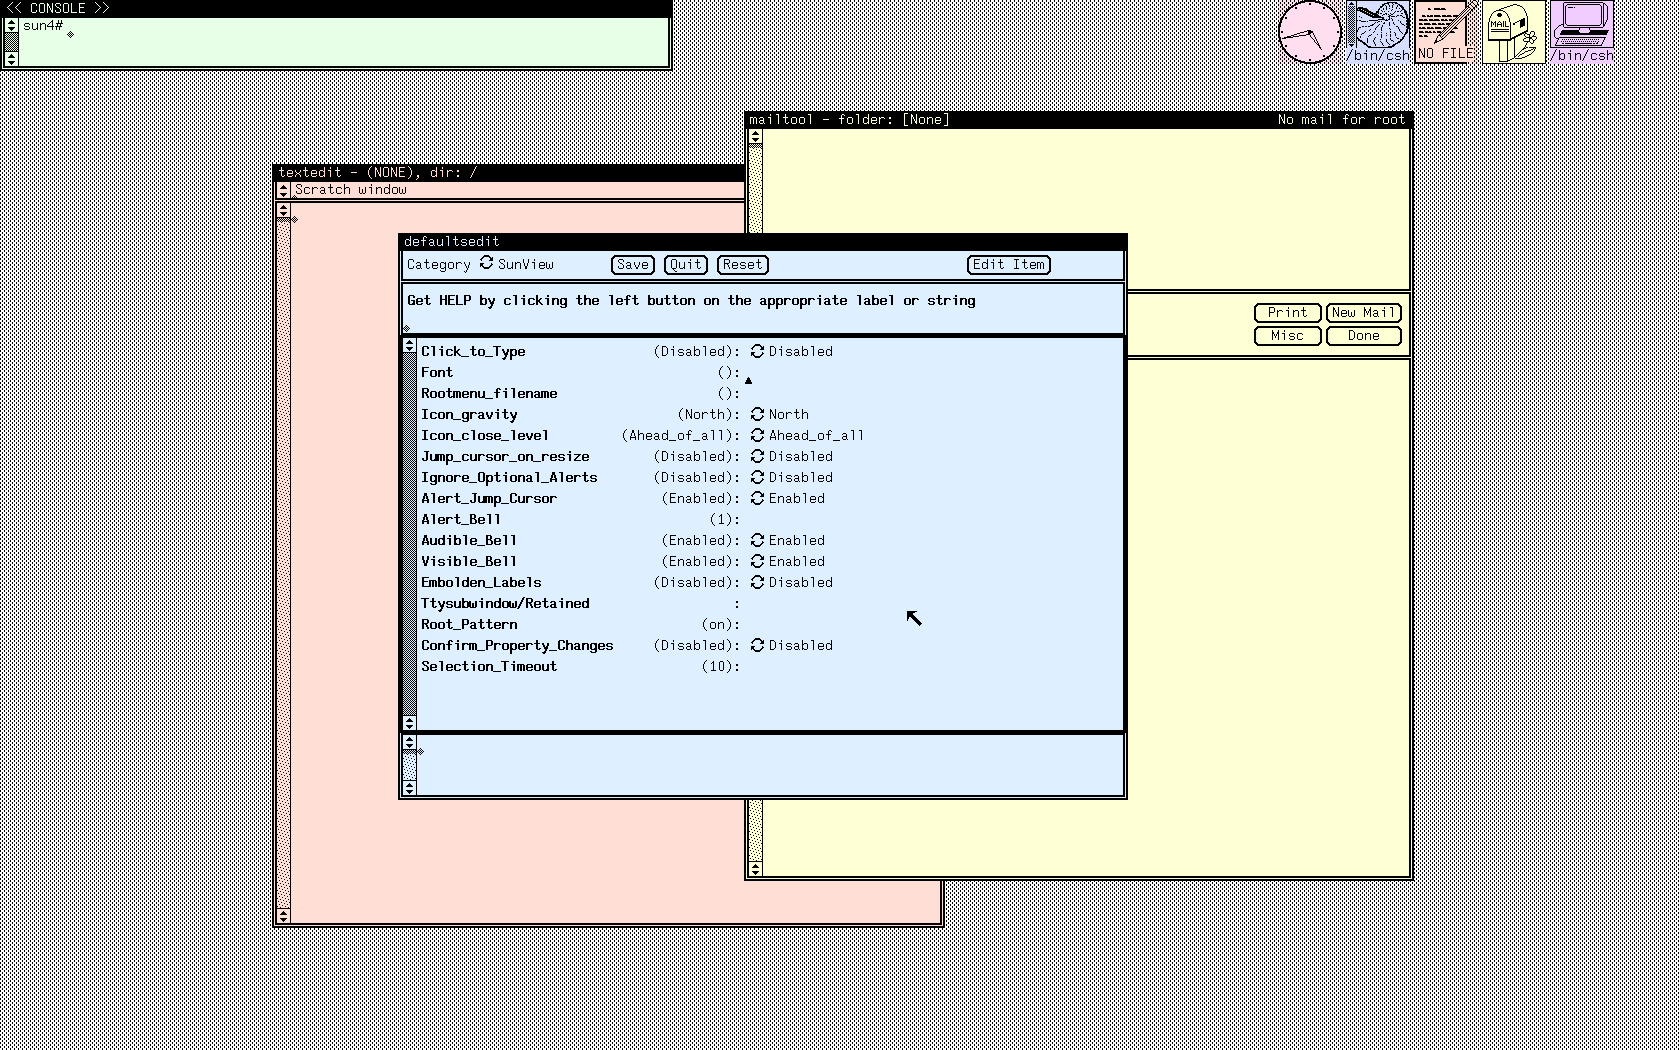 << CONSOLE >>
sun4#
/bin/csh
NO FILE
MAIL
/bin/csh
mailtool - folder: [None] No mail for root
textedit - (NONE), dir: /
Scratch window
defaultsedit
Category SunView Save Quit Reset Edit Item
Get HELP by clicking the left button on the appropriate label or string
Print New Mail
Misc Done
Click_to_Type (Disabled): Disabled
Font ():
Rootmenu_filename ():
Icon_gravity (North): North
Icon_close_level (Ahead_of_all): Ahead_of_all
Jump_cursor_on_resize (Disabled): Disabled
Ignore_Optional_Alerts (Disabled): Disabled
Alert_Jump_Cursor (Enabled): Enabled
Alert_Bell (1):
Audible_Bell (Enabled): Enabled
Visible_Bell (Enabled): Enabled
Embolden_Labels (Disabled): Disabled
Ttysubwindow/Retained :
Root_Pattern (on):
Confirm_Property_Changes (Disabled): Disabled
Selection_Timeout (10):